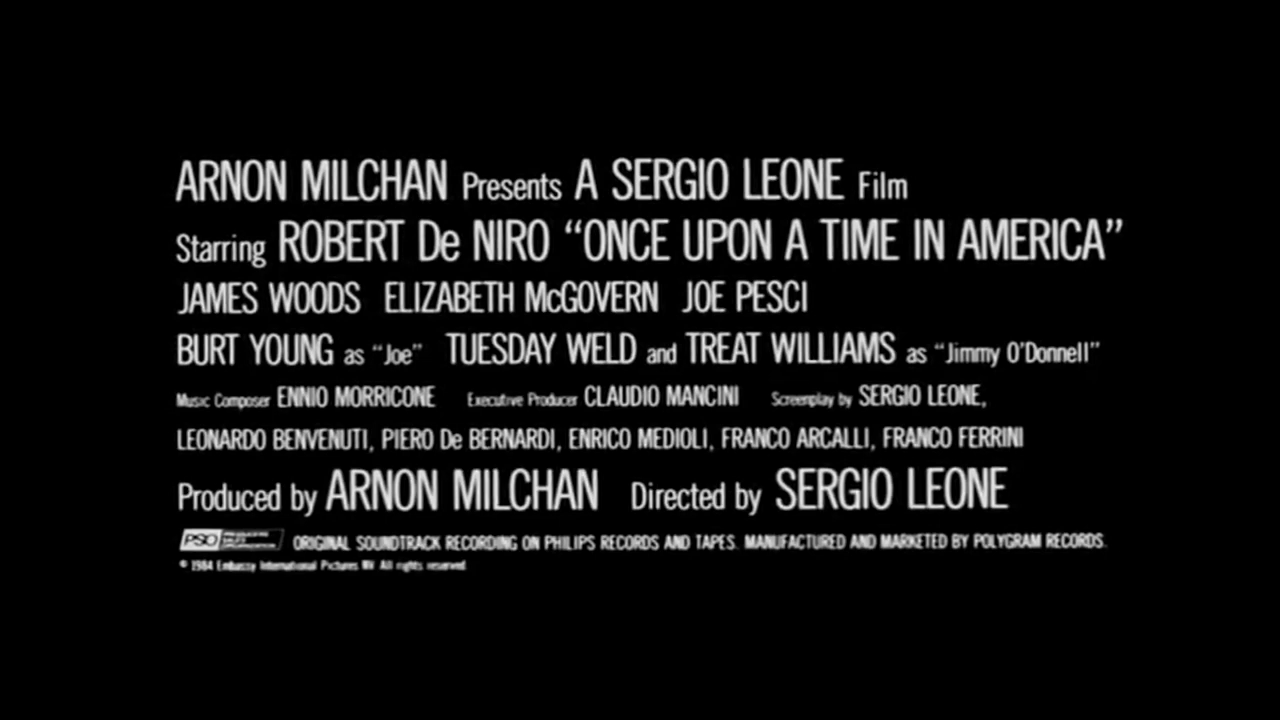 ARNON MILCHAN Presents A SERGIO LEONE Film
Starring ROBERT De NIRO “ONCE UPON A TIME IN AMERICA”
JAMES WOODS ELIZABETH McGOVERN JOE PESCI
BURT YOUNG as “Joe” TUESDAY WELD and TREAT WILLIAMS as “Jimmy O’Donnell”
Music Composer ENNIO MORRICONE Executive Producer CLAUDIO MANCINI Screenplay by SERGIO LEONE,
LEONARDO BENVENUTI, PIERO De BERNARDI, ENRICO MEDIOLI, FRANCO ARCALLI, FRANCO FERRINI
Produced by ARNON MILCHAN Directed by SERGIO LEONE
PSO ORIGINAL SOUNDTRACK RECORDING ON PHILIPS RECORDS AND TAPES. MANUFACTURED AND MARKETED BY POLYGRAM RECORDS.
© 1984 Embassy International Pictures NV All rights reserved